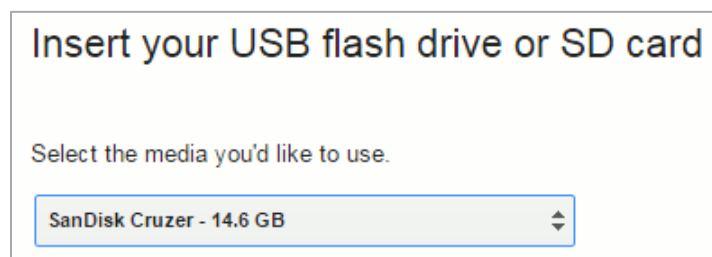 Insert your USB flash drive or SD card
Select the media you'd like to use.
SanDisk Cruzer - 14.6 GB